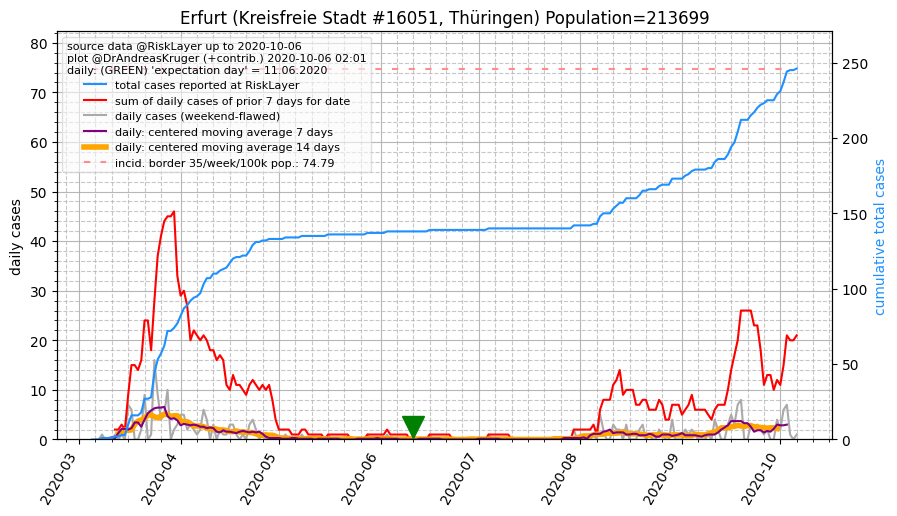 Erfurt (Kreisfreie Stadt #16051, Thüringen) Population=213699
source data @RiskLayer up to 2020-10-06
plot @DrAndreasKruger (+contrib.) 2020-10-06 02:01
daily: (GREEN) 'expectation day' = 11.06.2020
total cases reported at RiskLayer
sum of daily cases of prior 7 days for date
daily cases (weekend-flawed)
daily: centered moving average 7 days
daily: centered moving average 14 days
incid. border 35/week/100k pop.: 74.79
daily cases
80
70
60
50
40
30
20
10
0
250
200
150
100
50
0
cumulative total cases
2020-03
2020-04
2020-05
2020-06
2020-07
2020-08
2020-09
2020-10